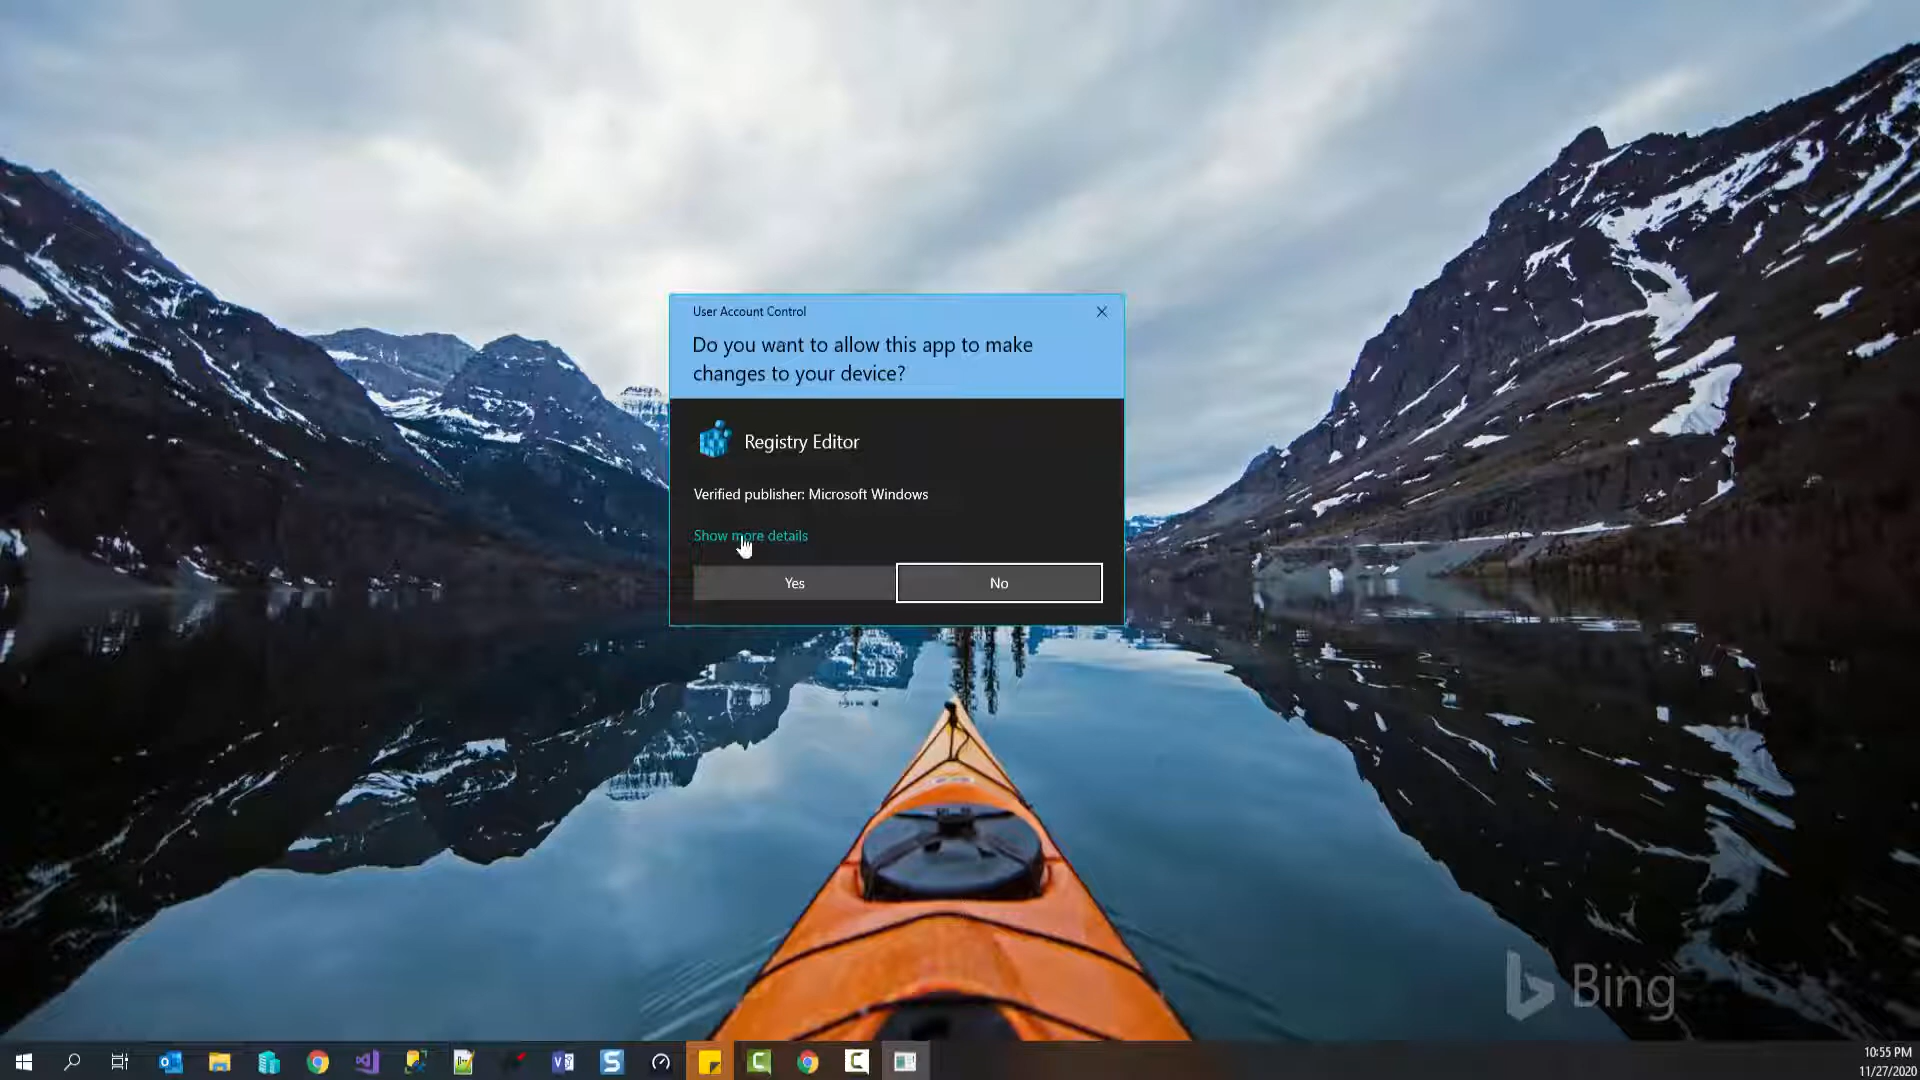 User Account Control
Do you want to allow this app to make
changes to your device?
Registry Editor
Verified publisher: Microsoft Windows
Show more details
Yes
No
Bing
10:55 PM
11/27/2020